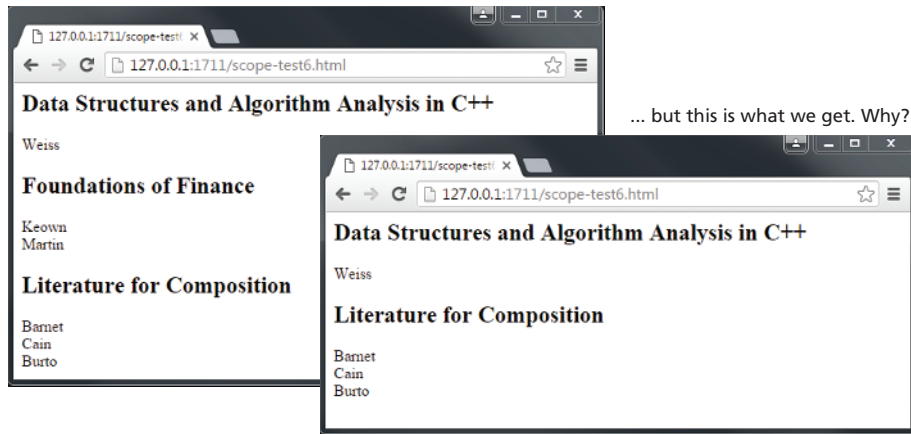 127.0.0.1:1711/scope-test6
127.0.0.1:1711/scope-test6.html
Data Structures and Algorithm Analysis in C++
Weiss
Foundations of Finance
Keown
Martin
Literature for Composition
Barnet
Cain
Burto
... but this is what we get. Why?
127.0.0.1:1711/scope-test6
127.0.0.1:1711/scope-test6.html
Data Structures and Algorithm Analysis in C++
Weiss
Literature for Composition
Barnet
Cain
Burto